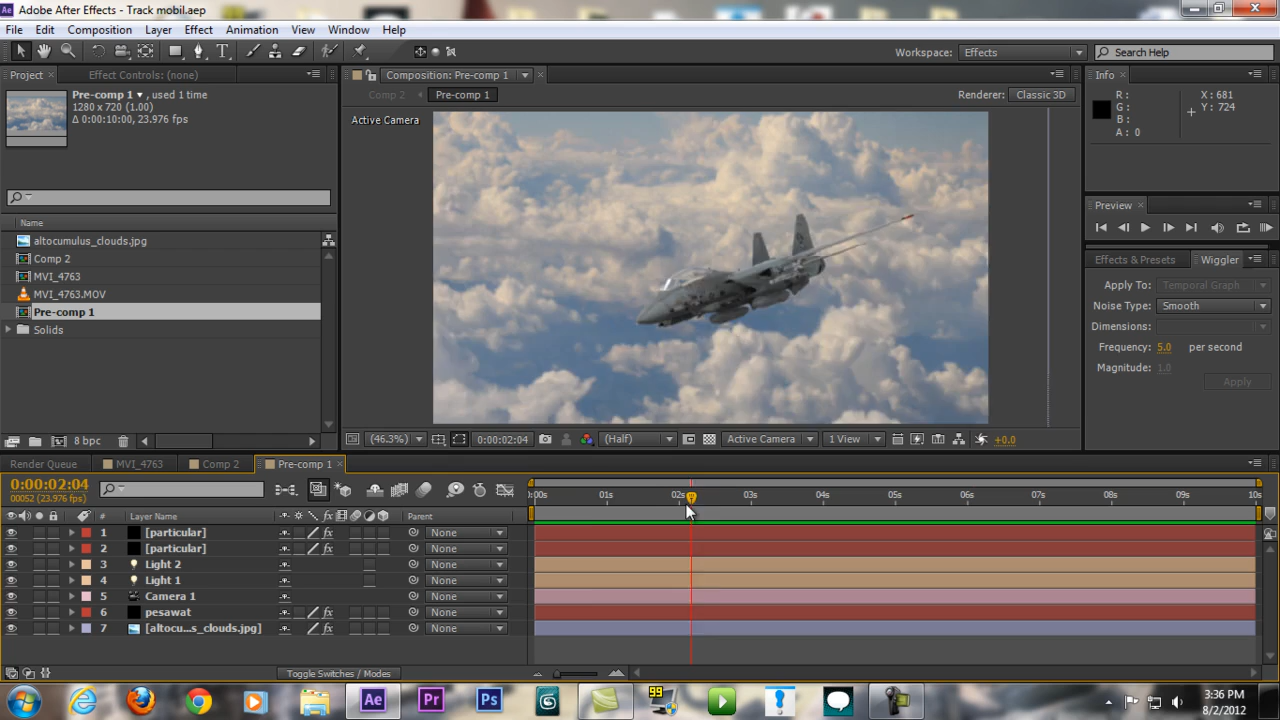 Adobe After Effects - Track mobil.aep
File Edit Composition Layer Effect Animation View Window Help
Workspace: Effects Search Help
Project Effect Controls: (none)
Composition: Pre-comp 1
Info
Pre-comp 1 , used 1 time
1280 x 720 (1.00)
Δ 0:00:10:00, 23.976 fps
Comp 2 Pre-comp 1
Renderer: Classic 3D
Active Camera
R :
G :
B :
A : 0
X : 681
Y : 724
Preview
Name
altocumulus_clouds.jpg
Comp 2
MVI_4763
MVI_4763.MOV
Pre-comp 1
Solids
Effects & Presets Wiggler
Apply To: Temporal Graph
Noise Type: Smooth
Dimensions:
Frequency: 5.0 per second
Magnitude: 1.0
Apply
8 bpc
(46.3%) 0:00:02:04 (Half) Active Camera 1 View +0.0
Render Queue MVI_4763 Comp 2 Pre-comp 1
0:00:02:04
00052 (23.976 fps)
):00s 01s 02s 03s 04s 05s 06s 07s 08s 09s 10s
# Layer Name fx Parent
1 [particular] fx None
2 [particular] fx None
3 Light 2 None
4 Light 1 None
5 Camera 1 None
6 pesawat fx None
7 [altocu...s_clouds.jpg] fx None
Toggle Switches / Modes
Ae Pr Ps 99
3:36 PM
8/2/2012